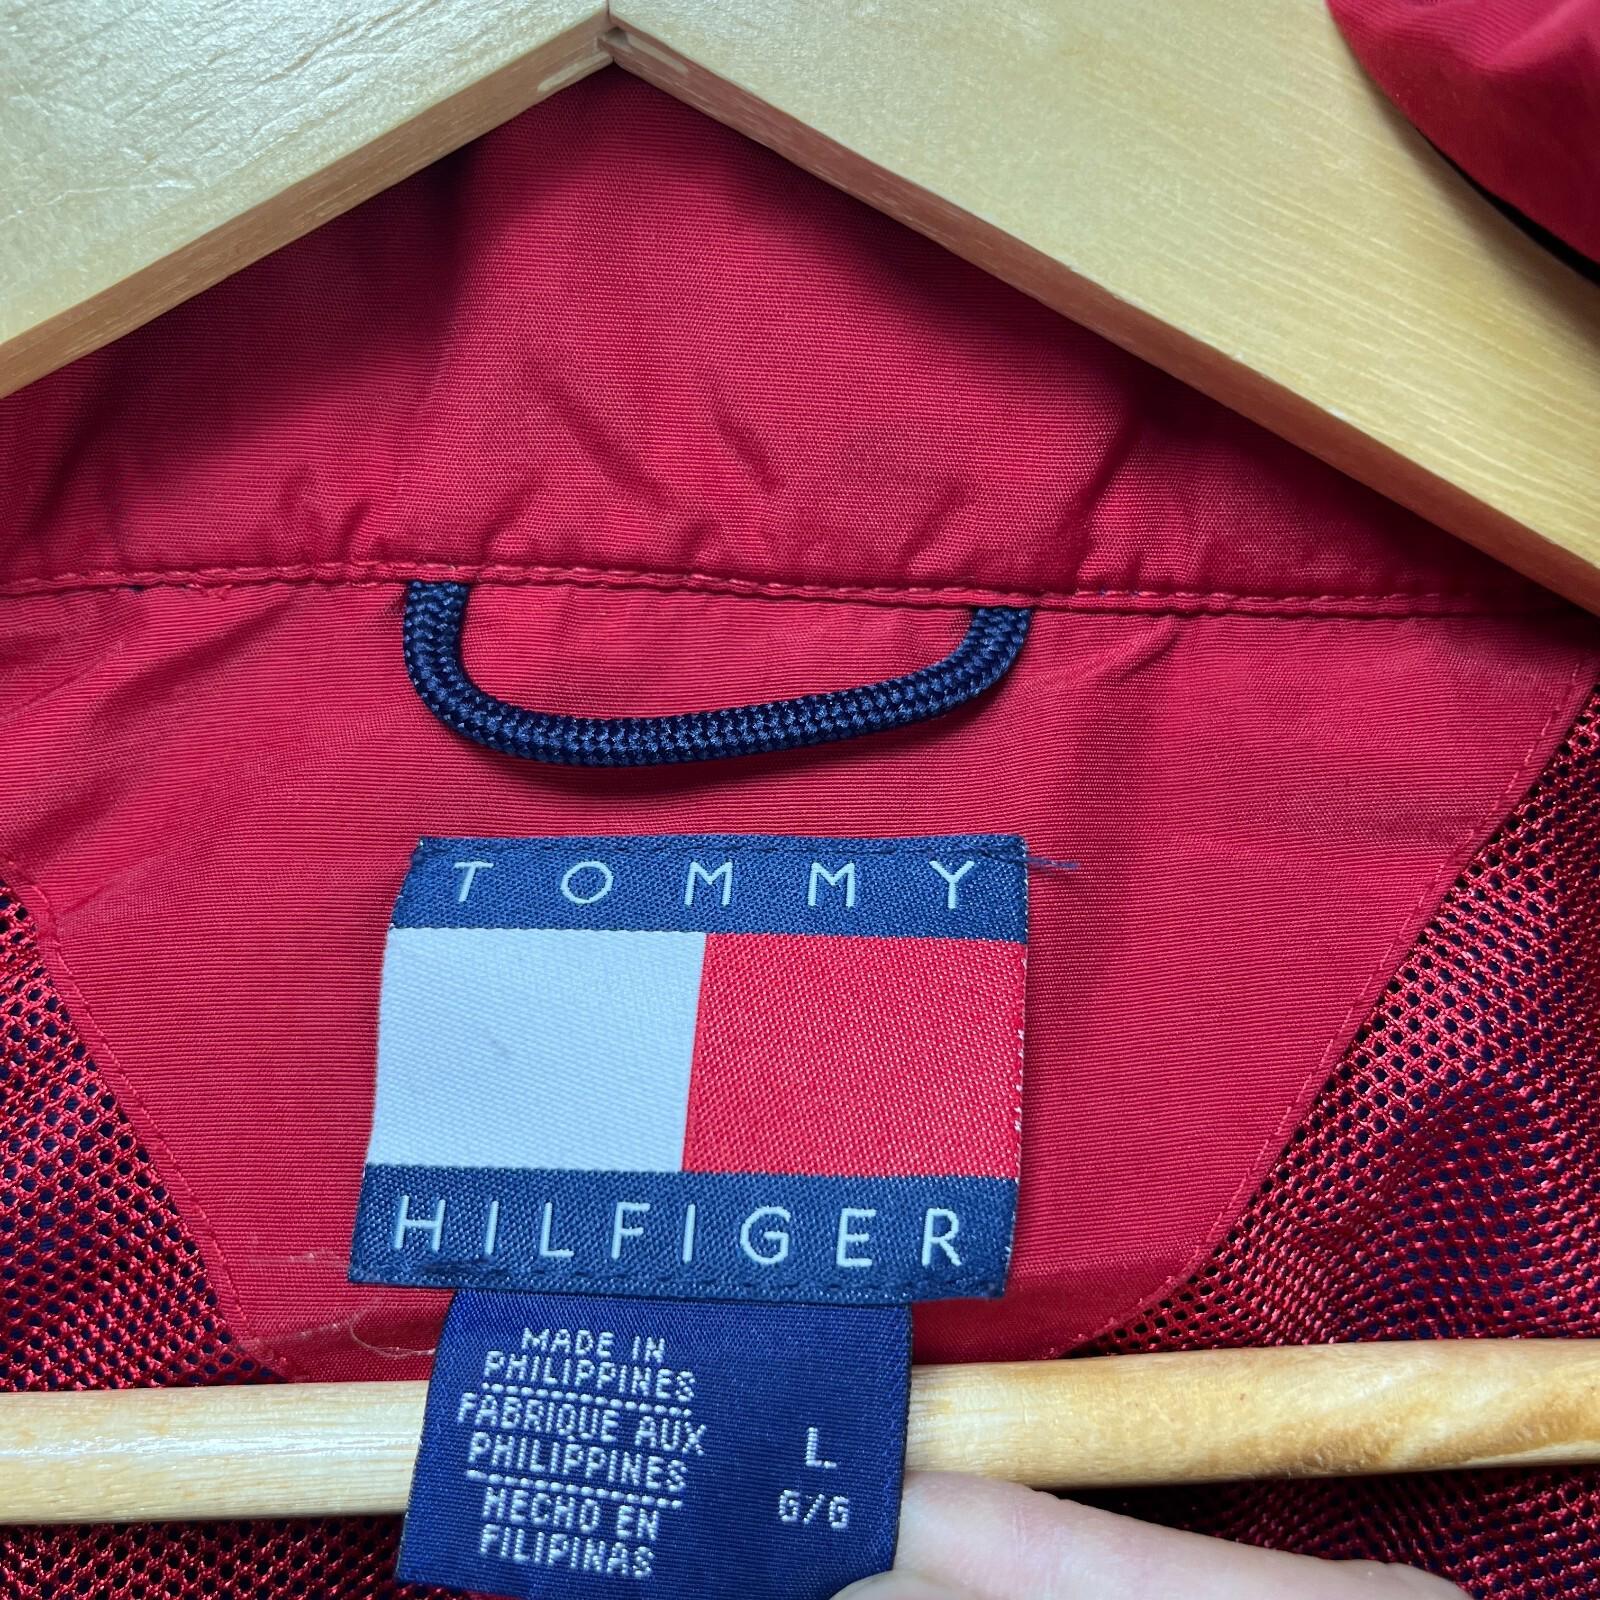 TOMMY
HILFIGER
MADE IN
PHILIPPINES
FABRIQUE AUX
PHILIPPINES
HECHO EN
FILIPINAS
L
G/G